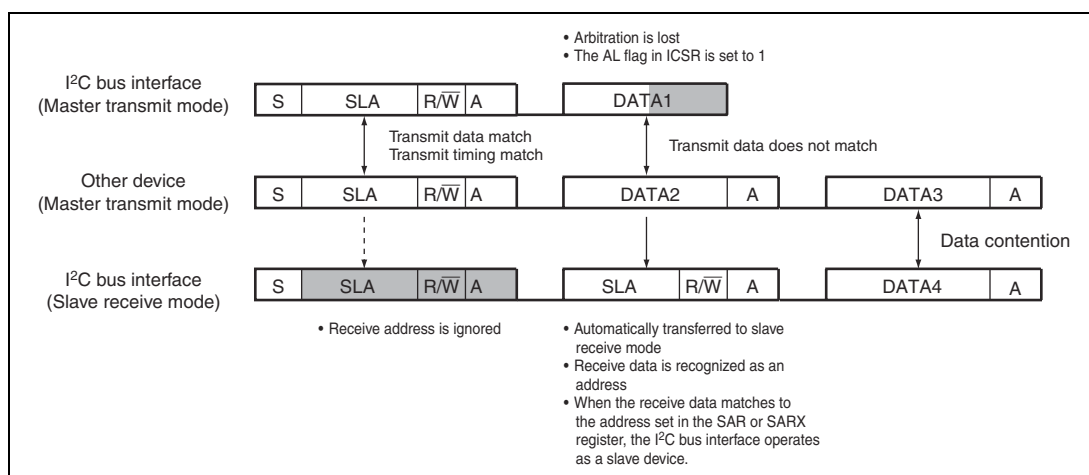 • Arbitration is lost
• The AL flag in ICSR is set to 1
I²C bus interface
(Master transmit mode)
S SLA R/W̅ A DATA1
Transmit data match
Transmit timing match
Transmit data does not match
Other device
(Master transmit mode)
S SLA R/W̅ A DATA2 A DATA3 A
Data contention
I²C bus interface
(Slave receive mode)
S SLA R/W̅ A SLA R/W̅ A DATA4 A
• Receive address is ignored
• Automatically transferred to slave
receive mode
• Receive data is recognized as an
address
• When the receive data matches to
the address set in the SAR or SARX
register, the I²C bus interface operates
as a slave device.